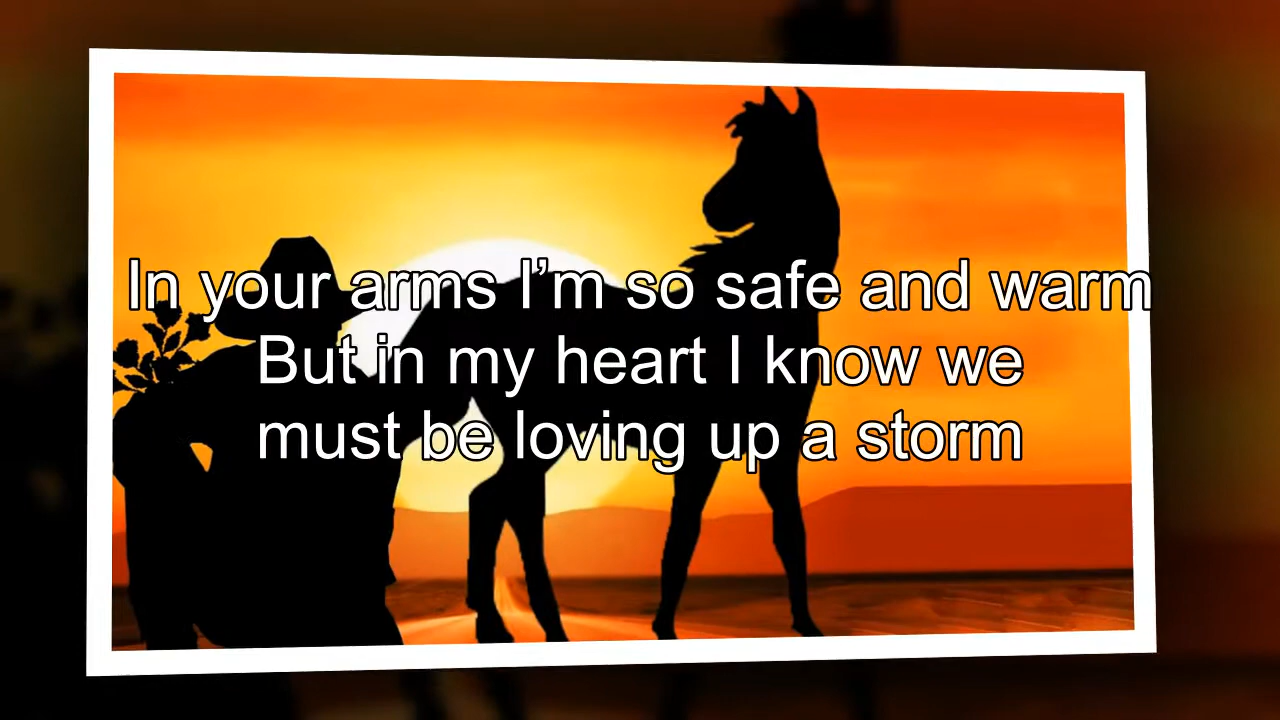 In your arms I’m so safe and warm
But in my heart I know we
must be loving up a storm